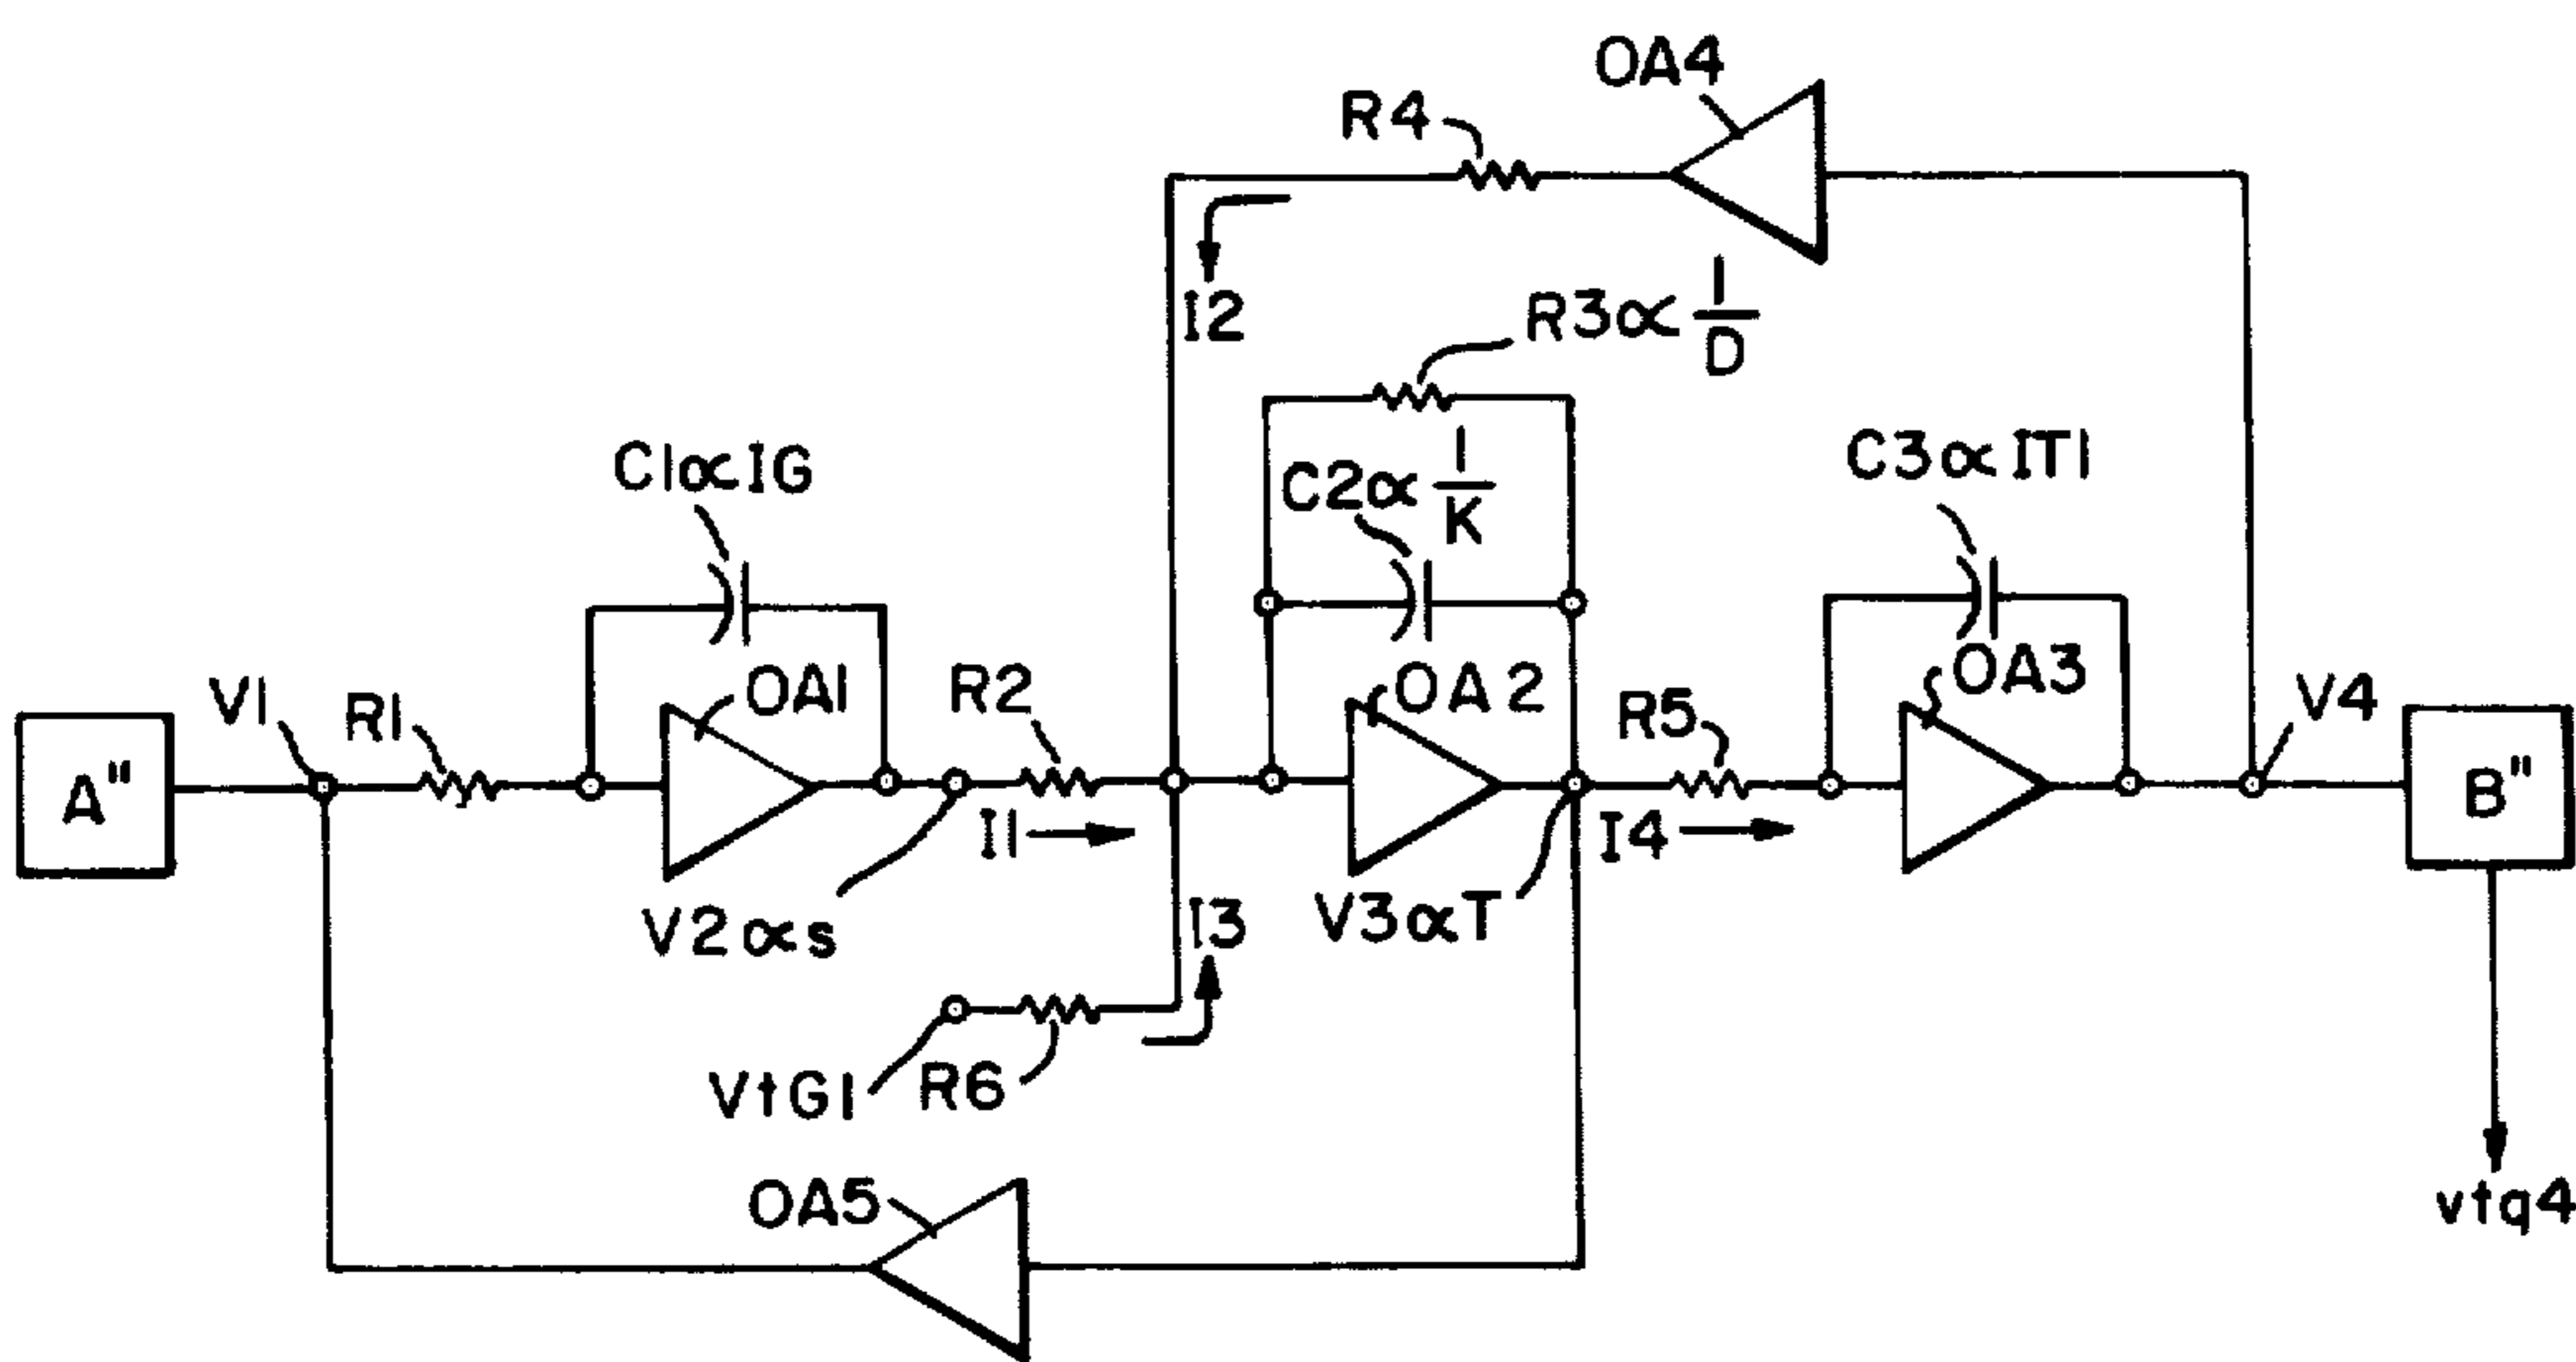 OA4
R4
I2
R3∝ 1/D
C1∝IG
C2∝ 1/K
C3∝IT1
V1
R1
OA1
R2
OA2
R5
OA3
V4
A"
I1
I4
B"
V2∝s
I3
V3∝T
VtG1
R6
OA5
vtq4